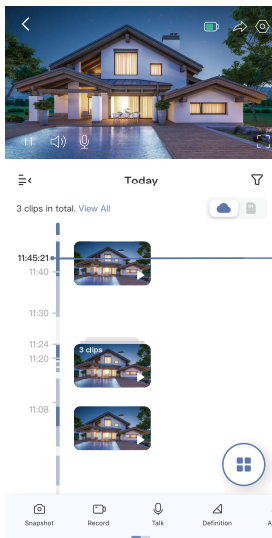 Today
3 clips in total. View All
11:45:21
11:40
11:30
11:24
3 clips
11:20
11:08
Snapshot
Record
Talk
Definition
A